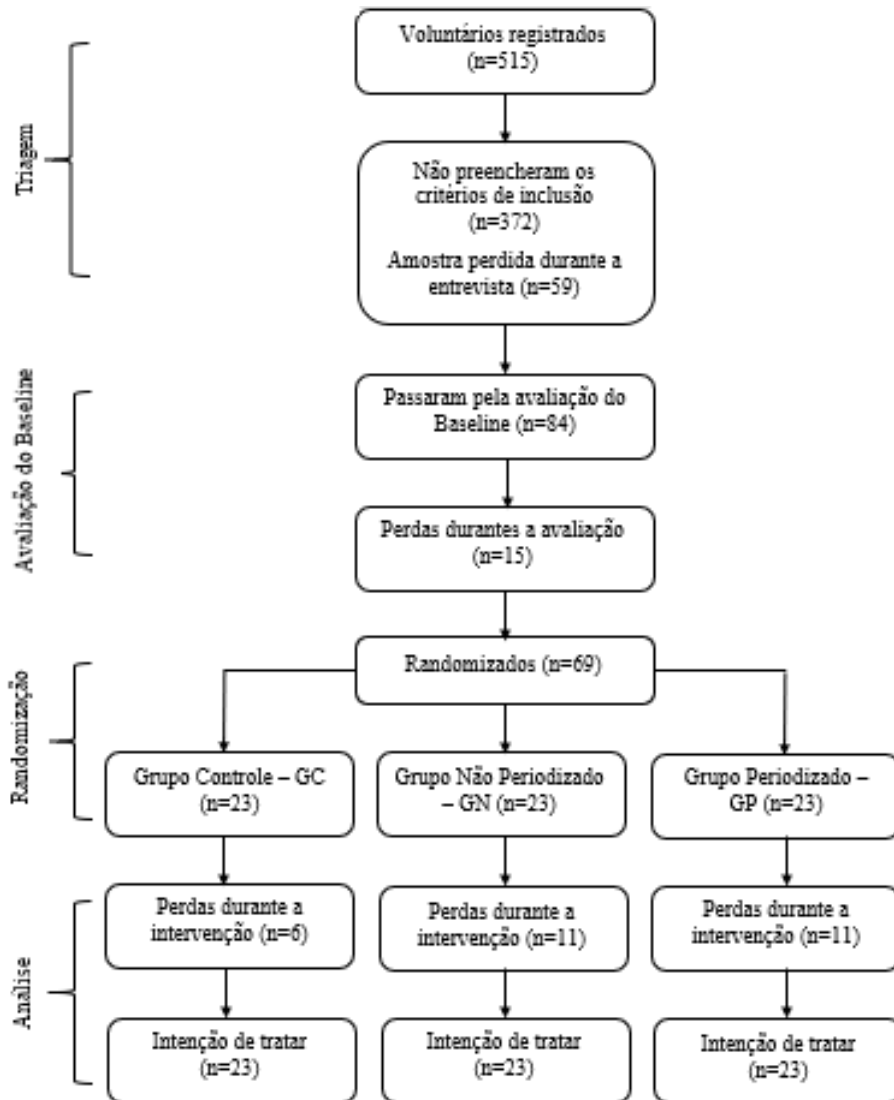 Triagem
Voluntários registrados
(n=515)
Não preencheram os
critérios de inclusão
(n=372)
Amostra perdida durante a
entrevista (n=59)
Avaliação do Baseline
Passaram pela avaliação do
Baseline (n=84)
Perdas durantes a avaliação
(n=15)
Randomização
Randomizados (n=69)
Grupo Controle – GC
(n=23)
Grupo Não Periodizado
– GN (n=23)
Grupo Periodizado –
GP (n=23)
Análise
Perdas durante a
intervenção (n=6)
Perdas durante a
intervenção (n=11)
Perdas durante a
intervenção (n=11)
Intenção de tratar
(n=23)
Intenção de tratar
(n=23)
Intenção de tratar
(n=23)